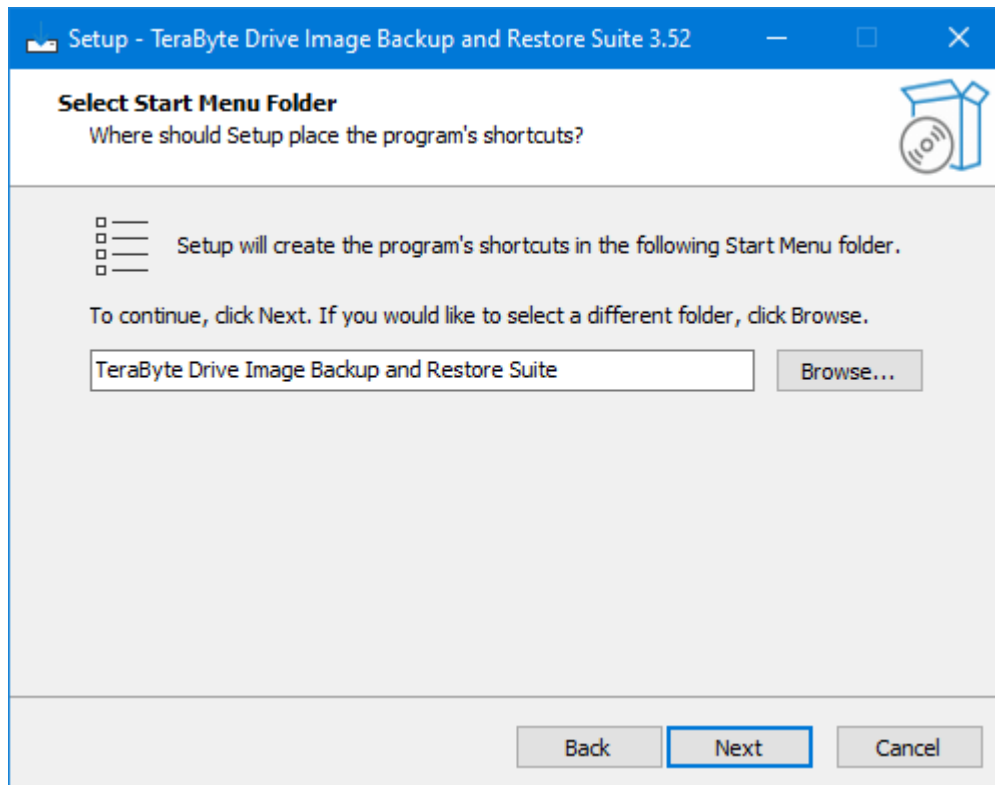 Setup - TeraByte Drive Image Backup and Restore Suite 3.52
Select Start Menu Folder
Where should Setup place the program's shortcuts?
Setup will create the program's shortcuts in the following Start Menu folder.
To continue, click Next. If you would like to select a different folder, click Browse.
TeraByte Drive Image Backup and Restore Suite
Browse...
Back
Next
Cancel